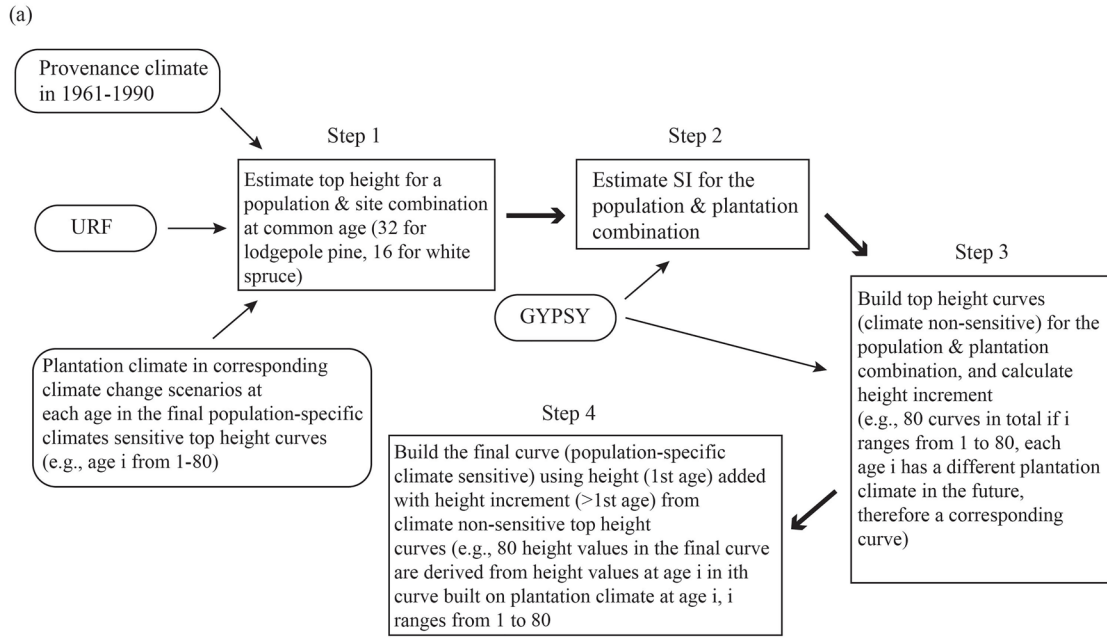 (a)
Provenance climate
in 1961-1990
Step 1
Step 2
Estimate top height for a
population & site combination
at common age (32 for
lodgepole pine, 16 for white
spruce)
Estimate SI for the
population & plantation
combination
URF
Step 3
GYPSY
Build top height curves
(climate non-sensitive) for the
population & plantation
combination, and calculate
height increment
(e.g., 80 curves in total if i
ranges from 1 to 80, each
age i has a different plantation
climate in the future,
therefore a corresponding
curve)
Plantation climate in corresponding
climate change scenarios at
each age in the final population-specific
climates sensitive top height curves
(e.g., age i from 1-80)
Step 4
Build the final curve (population-specific
climate sensitive) using height (1st age) added
with height increment (>1st age) from
climate non-sensitive top height
curves (e.g., 80 height values in the final curve
are derived from height values at age i in ith
curve built on plantation climate at age i, i
ranges from 1 to 80